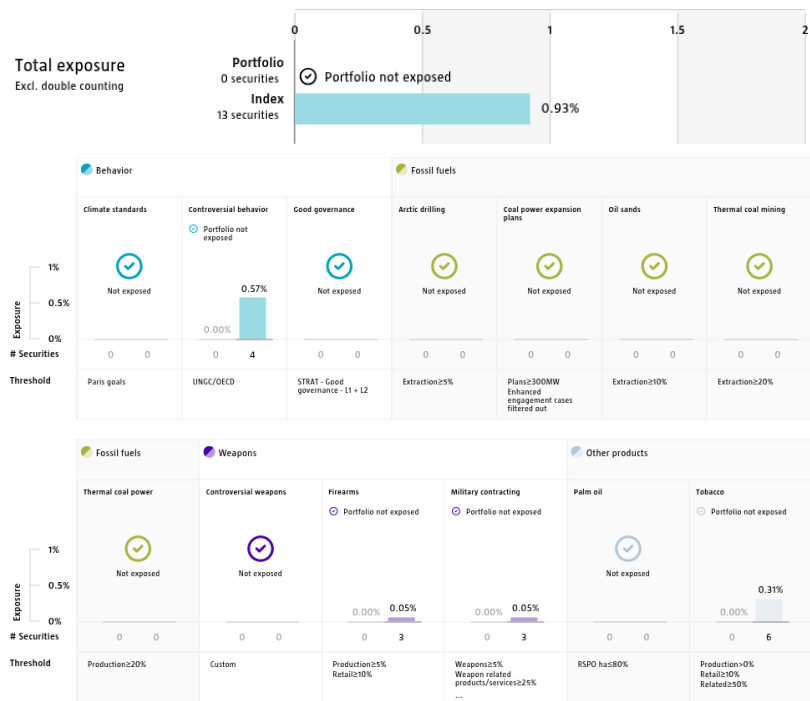 0 0.5 1 1.5 2
Total exposure
Excl. double counting
Portfolio
0 securities
Portfolio not exposed
Index
13 securities
0.93%
Behavior
Fossil fuels
Climate standards
Controversial behavior
Good governance
Arctic drilling
Coal power expansion
plans
Oil sands
Thermal coal mining
Portfolio not
exposed
Not exposed
Not exposed
Not exposed
Not exposed
Not exposed
Not exposed
Exposure
1%
0.5%
0%
0.00%
0.57%
# Securities
0 0 0 4 0 0 0 0 0 0 0 0 0 0
Threshold
Paris goals
UNGC/OECD
STRAT - Good
governance - L1 + L2
Extraction≥5%
Plans≥300MW
Enhanced
engagement cases
filtered out
Extraction≥10%
Extraction≥20%
Fossil fuels
Weapons
Other products
Thermal coal power
Controversial weapons
Firearms
Military contracting
Palm oil
Tobacco
Portfolio not exposed
Portfolio not exposed
Portfolio not exposed
Not exposed
Not exposed
Not exposed
Exposure
1%
0.5%
0%
0.00%
0.05%
0.00%
0.05%
0.00%
0.31%
# Securities
0 0 0 0 0 3 0 3 0 0 0 6
Threshold
Production≥20%
Custom
Production≥5%
Retail≥10%
Weapons≥5%
Weapon related
products/services≥25%
...
RSPO ha≤80%
Production>0%
Retail≥10%
Related≥50%